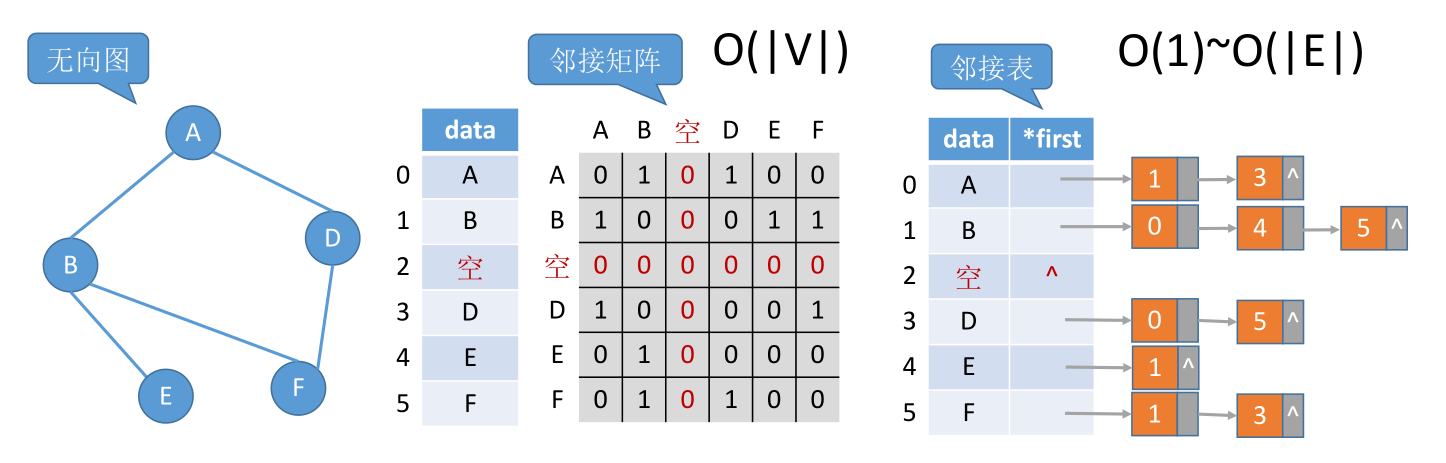 无向图
A
B
D
E
F
邻接矩阵
O(|V|)
data
0 A
1 B
2 空
3 D
4 E
5 F
A B 空 D E F
A 0 1 0 1 0 0
B 1 0 0 0 1 1
空 0 0 0 0 0 0
D 1 0 0 0 0 1
E 0 1 0 0 0 0
F 0 1 0 1 0 0
邻接表
O(1)~O(|E|)
data *first
0 A 1 3 ^
1 B 0 4 5 ^
2 空 ^
3 D 0 5 ^
4 E 1 ^
5 F 1 3 ^